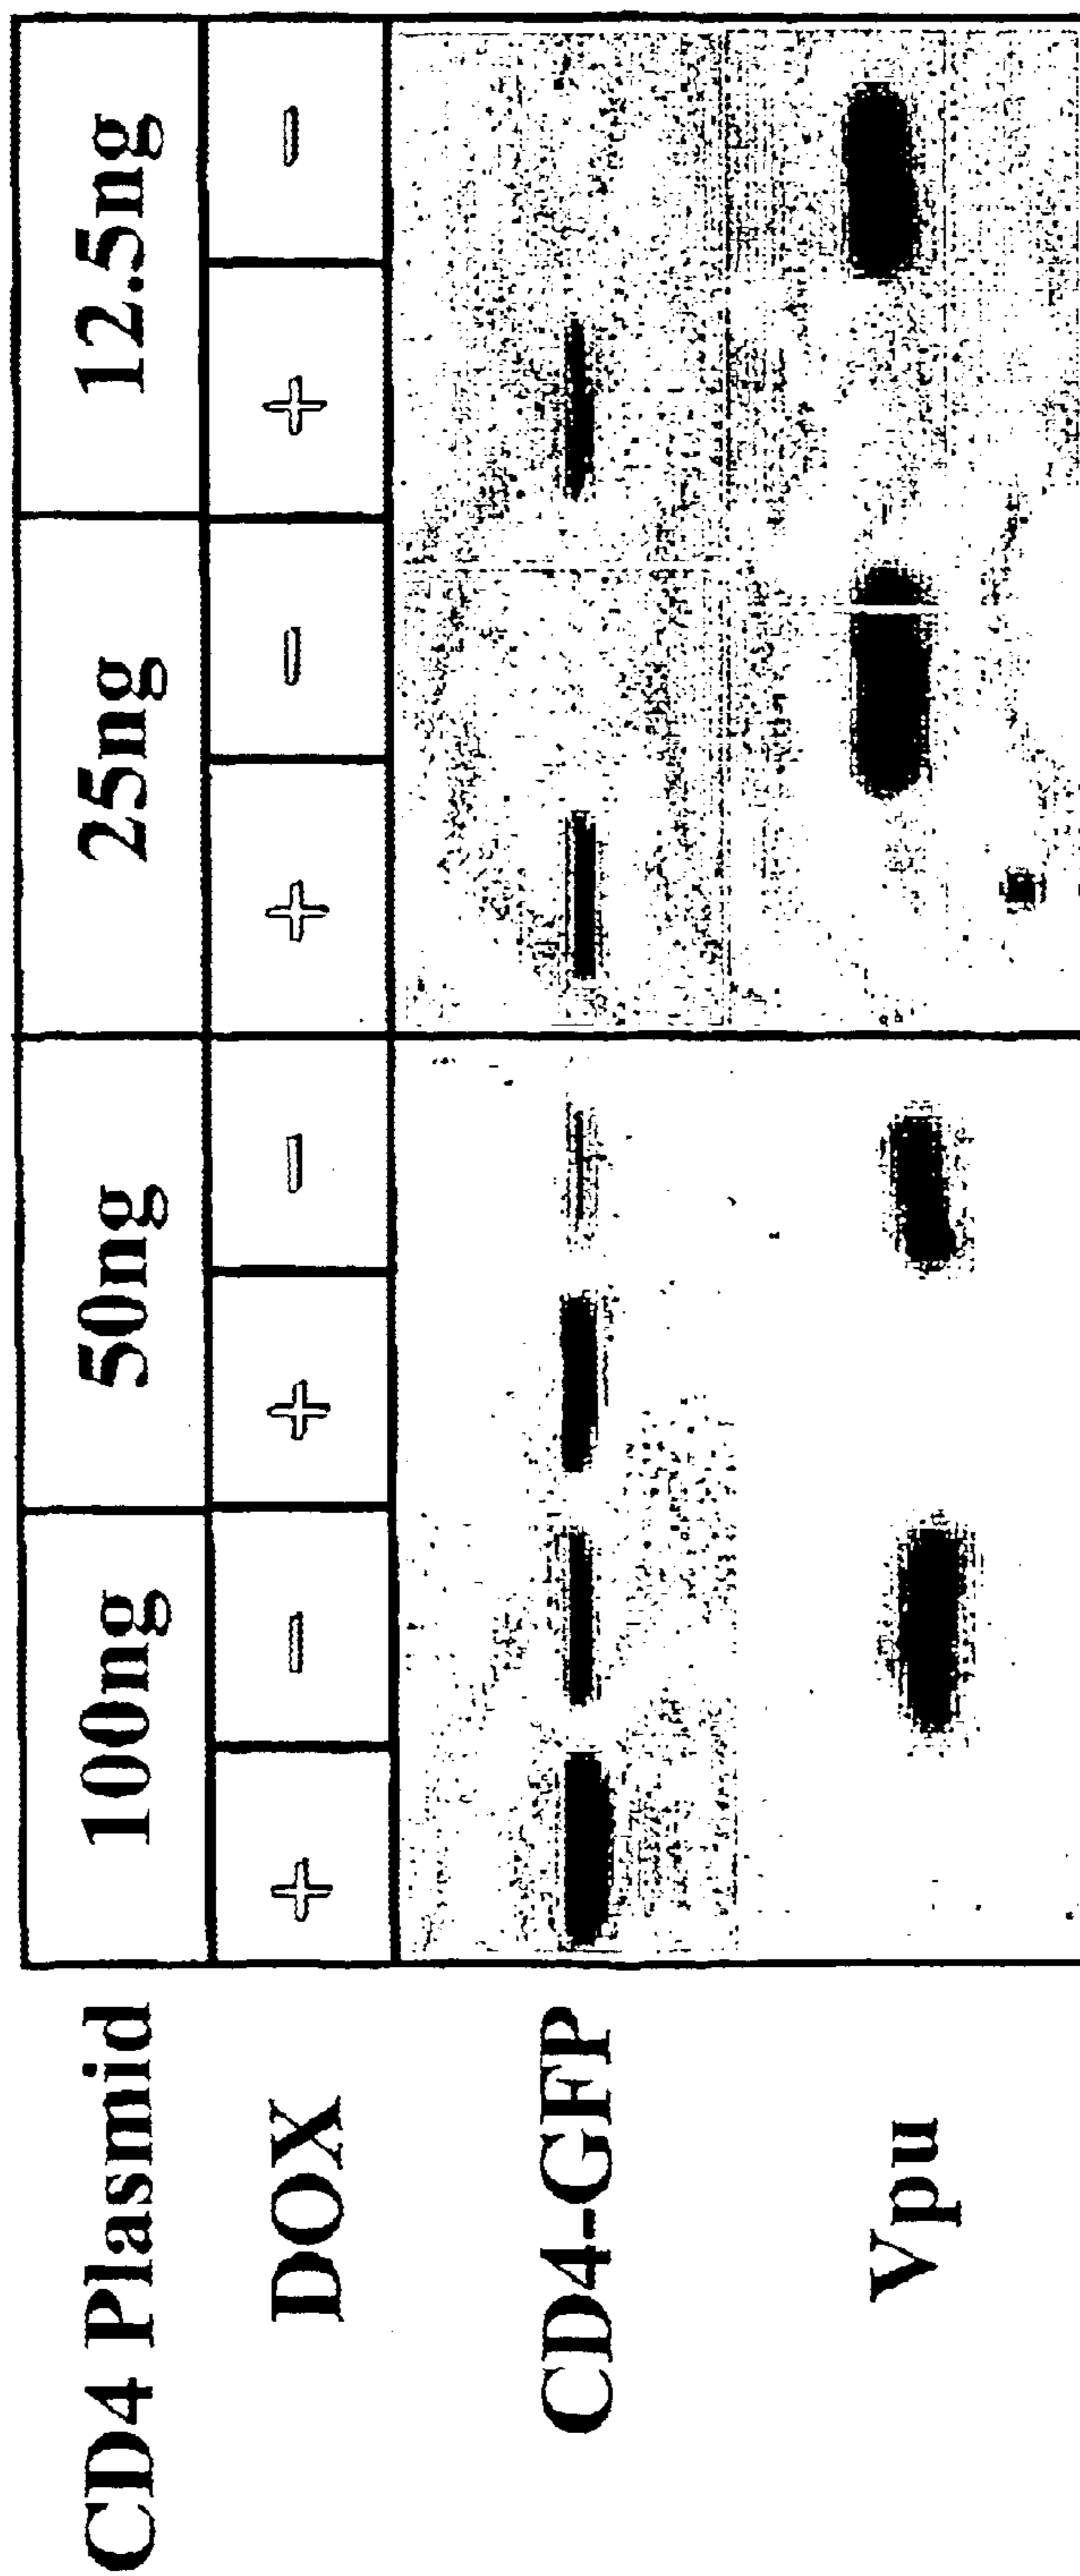 CD4 Plasmid 100ng 50ng 25ng 12.5ng
DOX + − + − + − + −
CD4-GFP
Vpu